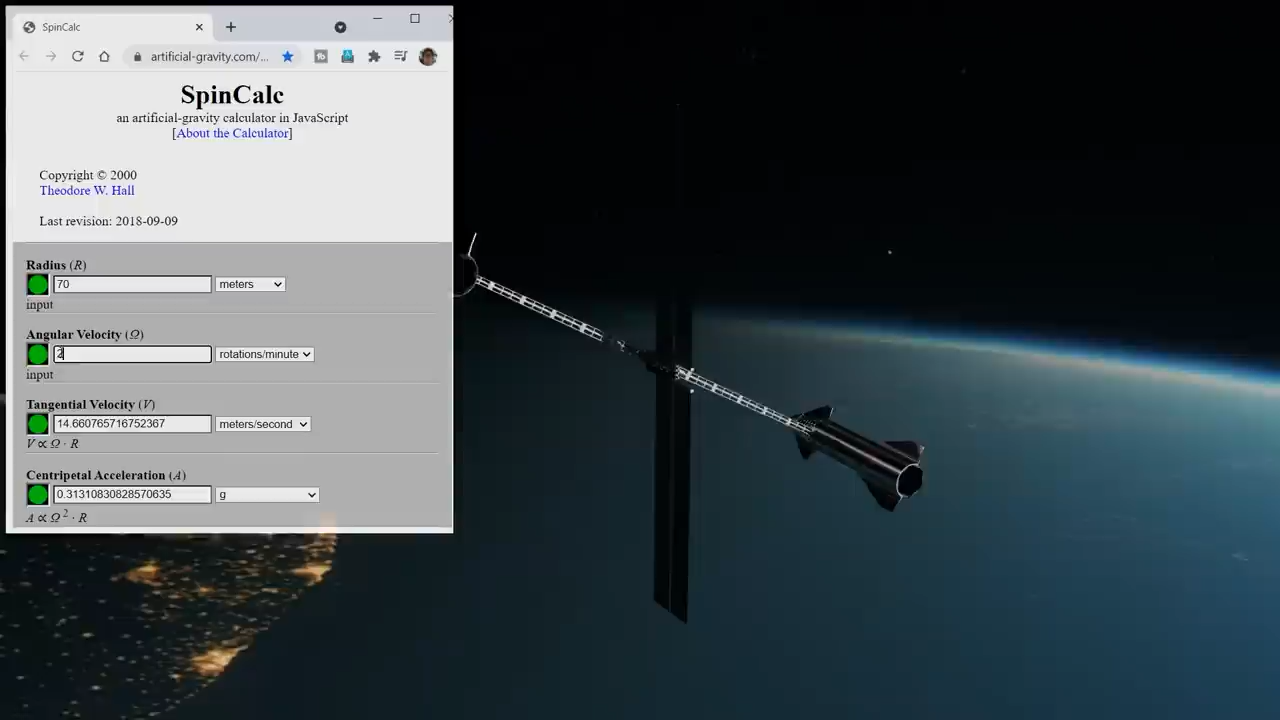 SpinCalc
artificial-gravity.com/...
SpinCalc
an artificial-gravity calculator in JavaScript
[About the Calculator]
Copyright © 2000
Theodore W. Hall
Last revision: 2018-09-09
Radius (R)
70 meters
input
Angular Velocity (Ω)
2 rotations/minute
input
Tangential Velocity (V)
14.660765716752367 meters/second
V ∝ Ω · R
Centripetal Acceleration (A)
0.31310830828570635 g
A ∝ Ω² · R